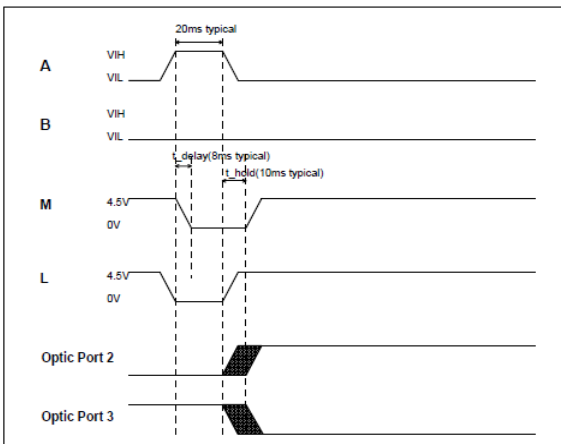 20ms typical
A
VIH
VIL
B
VIH
VIL
t_delay(8ms typical)
t_hold(10ms typical)
M
4.5V
0V
L
4.5V
0V
Optic Port 2
Optic Port 3